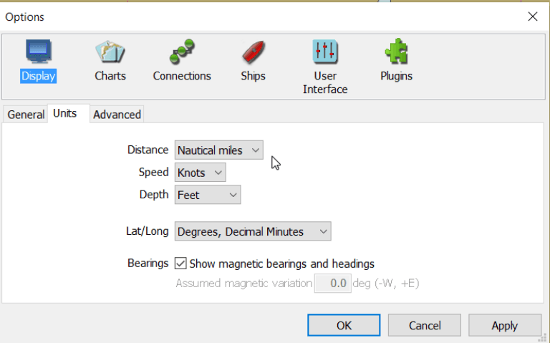 Options
Display Charts Connections Ships User Interface Plugins
General Units Advanced
Distance Nautical miles
Speed Knots
Depth Feet
Lat/Long Degrees, Decimal Minutes
Bearings Show magnetic bearings and headings
Assumed magnetic variation 0.0 deg (-W, +E)
OK Cancel Apply